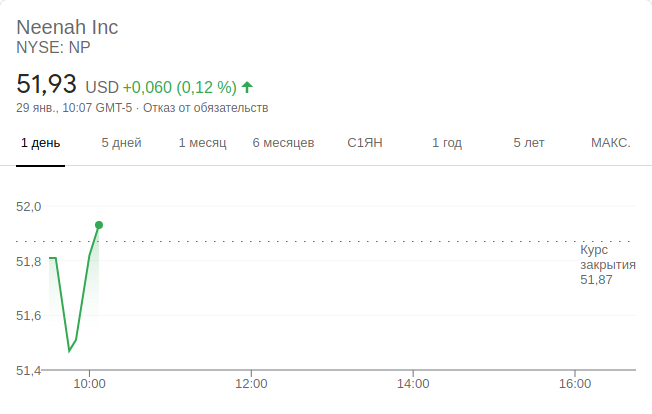 Neenah Inc
NYSE: NP
51,93 USD +0,060 (0,12 %)
29 янв., 10:07 GMT-5 · Отказ от обязательств
1 день 5 дней 1 месяц 6 месяцев С1ЯН 1 год 5 лет МАКС.
52,0
51,8
51,6
51,4
Курс
закрытия
51,87
10:00 12:00 14:00 16:00